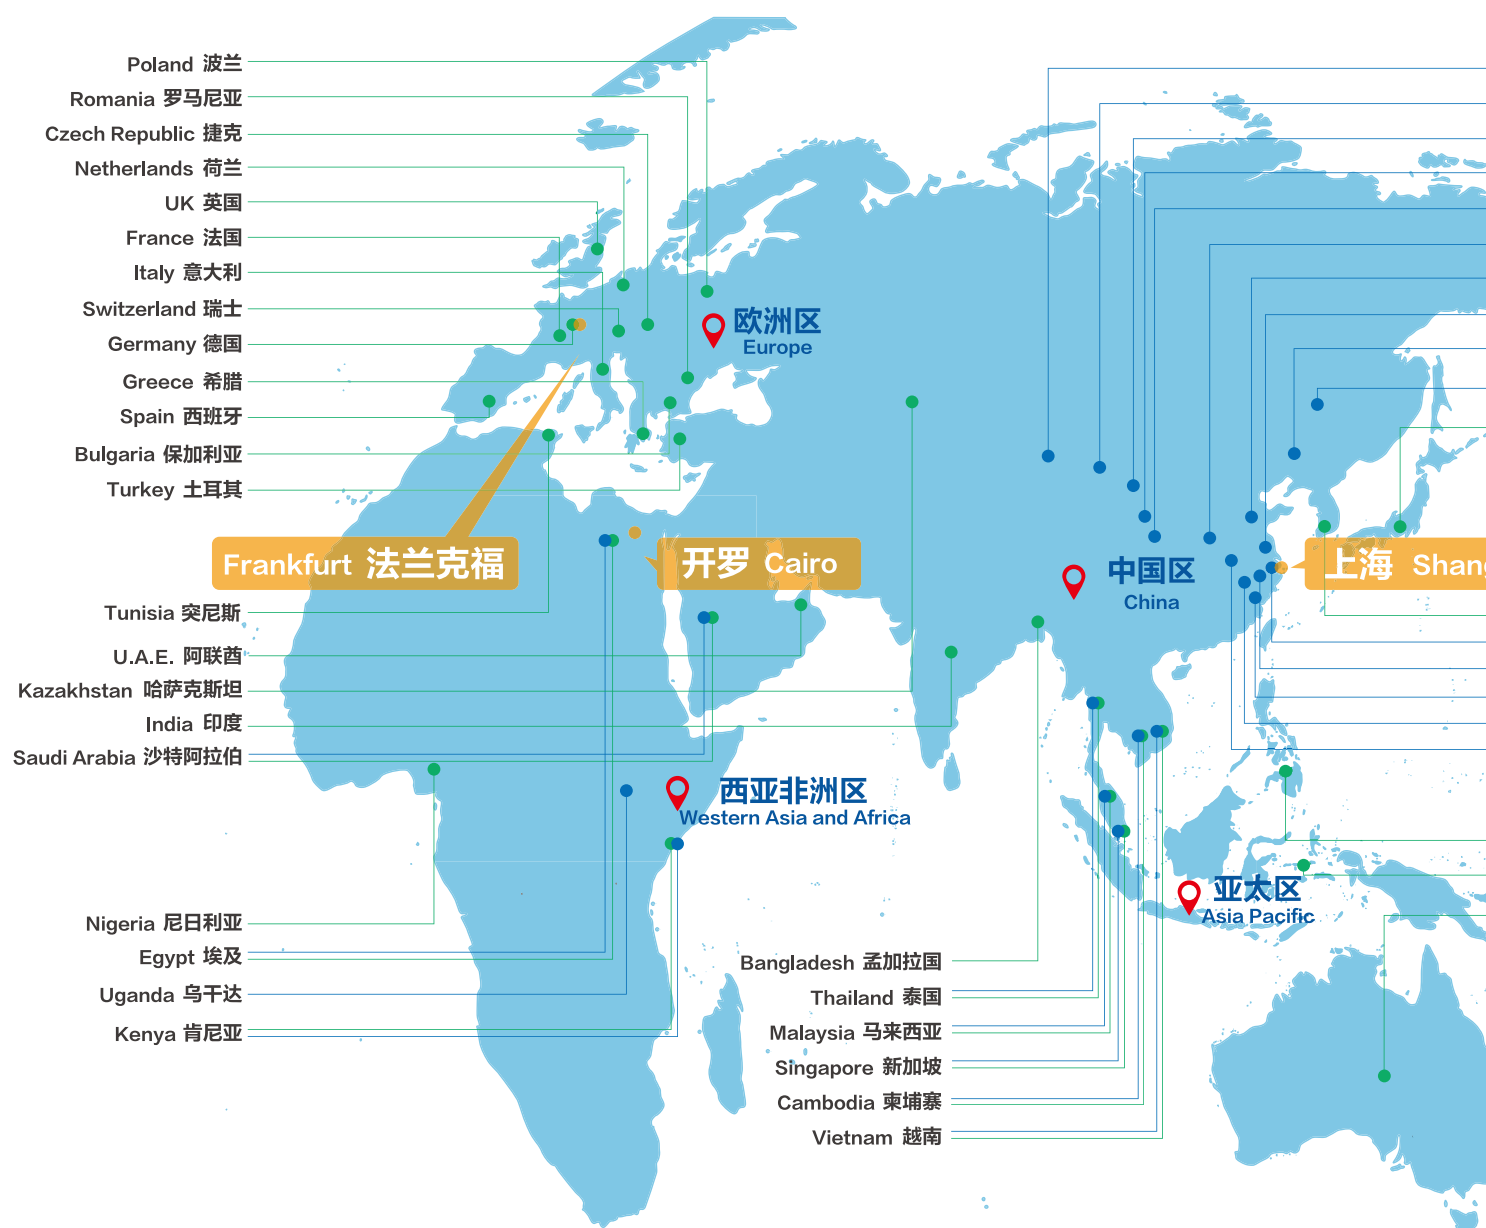 Poland 波兰
Romania 罗马尼亚
Czech Republic 捷克
Netherlands 荷兰
UK 英国
France 法国
Italy 意大利
Switzerland 瑞士
Germany 德国
Greece 希腊
Spain 西班牙
Bulgaria 保加利亚
Turkey 土耳其
欧洲区
Europe
Frankfurt 法兰克福
开罗 Cairo
中国区
China
上海 Shang
Tunisia 突尼斯
U.A.E. 阿联酋
Kazakhstan 哈萨克斯坦
India 印度
Saudi Arabia 沙特阿拉伯
西亚非洲区
Western Asia and Africa
亚太区
Asia Pacific
Nigeria 尼日利亚
Egypt 埃及
Uganda 乌干达
Kenya 肯尼亚
Bangladesh 孟加拉国
Thailand 泰国
Malaysia 马来西亚
Singapore 新加坡
Cambodia 柬埔寨
Vietnam 越南